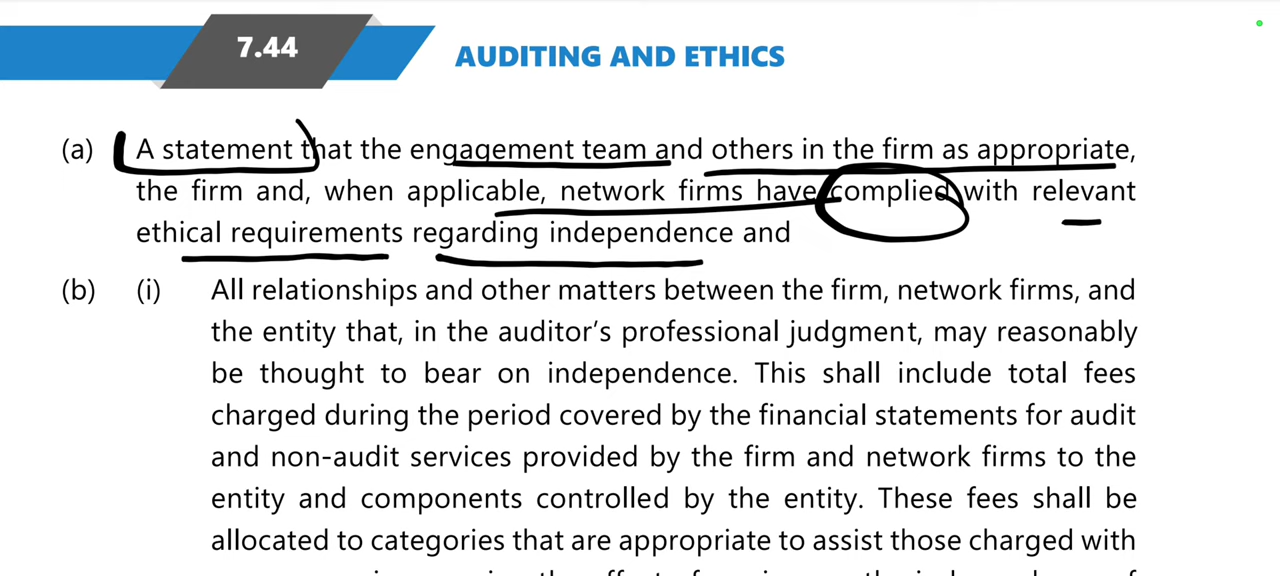 7.44
AUDITING AND ETHICS
(a) A statement that the engagement team and others in the firm as appropriate,
the firm and, when applicable, network firms have complied with relevant
ethical requirements regarding independence and
(b) (i) All relationships and other matters between the firm, network firms, and
the entity that, in the auditor’s professional judgment, may reasonably
be thought to bear on independence. This shall include total fees
charged during the period covered by the financial statements for audit
and non-audit services provided by the firm and network firms to the
entity and components controlled by the entity. These fees shall be
allocated to categories that are appropriate to assist those charged with